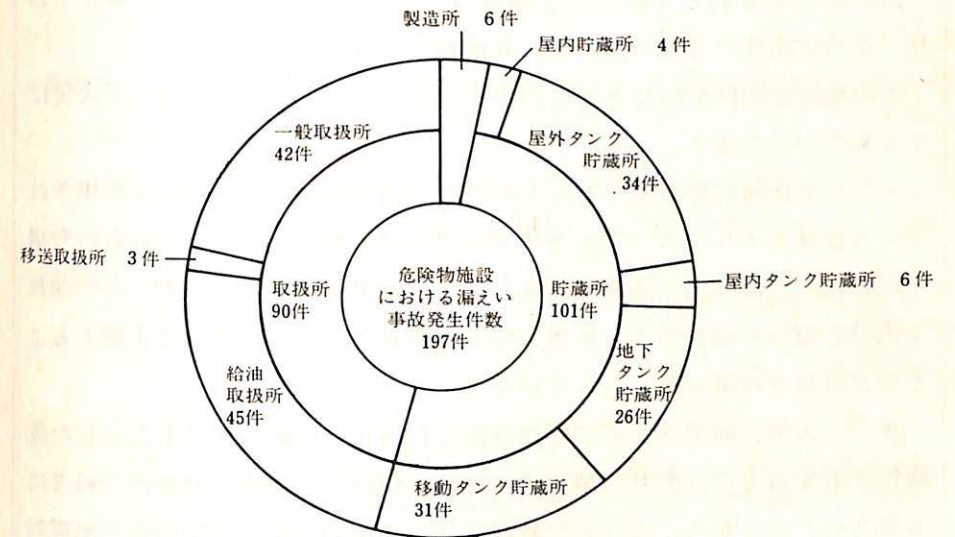 製造所　6件
屋内貯蔵所　4件
屋外タンク
貯蔵所
34件
屋内タンク貯蔵所　6件
地下
タンク
貯蔵所
26件
移動タンク貯蔵所
31件
貯蔵所
101件
一般取扱所
42件
移送取扱所　3件
給油
取扱所
45件
取扱所
90件
危険物施設
における漏えい
事故発生件数
197件